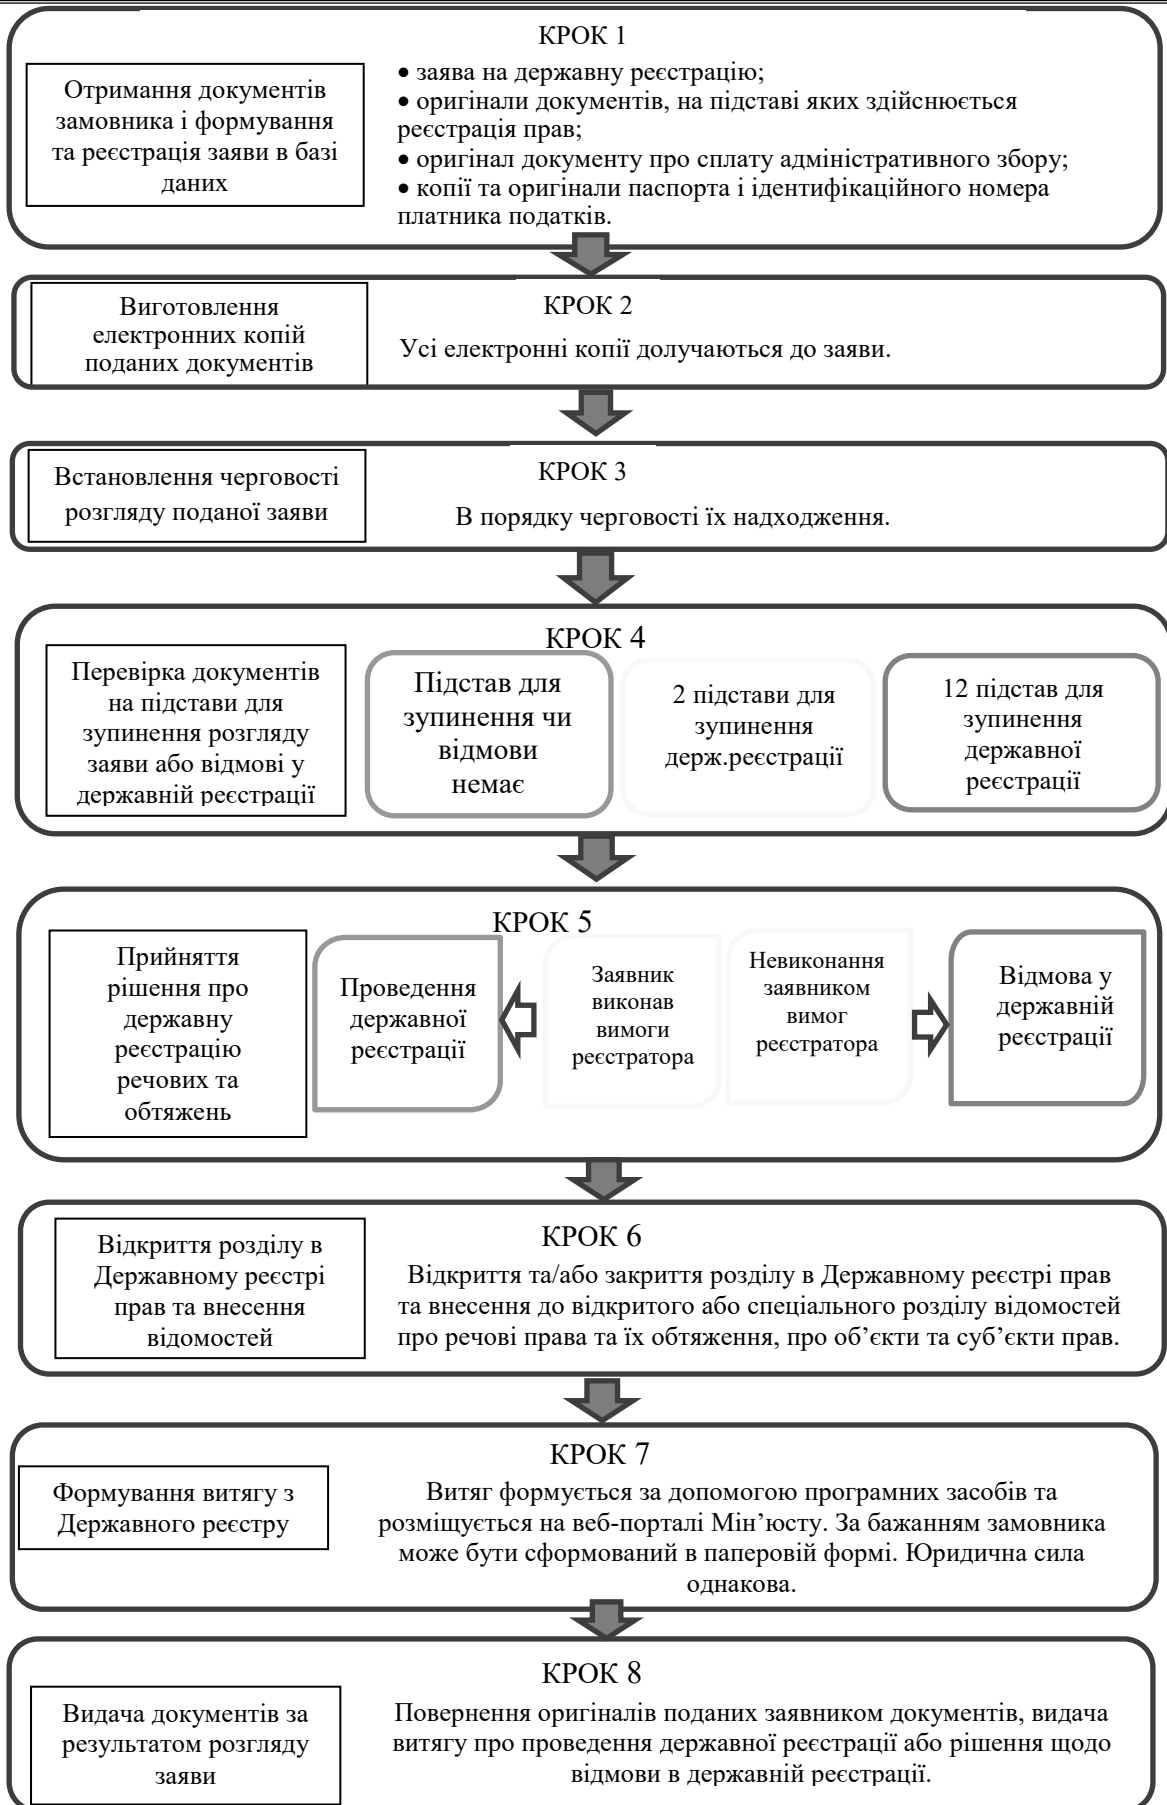 КРОК 1
Отримання документів
замовника і формування
та реєстрація заяви в базі
даних
• заява на державну реєстрацію;
• оригінали документів, на підставі яких здійснюється
реєстрація прав;
• оригінал документу про сплату адміністративного збору;
• копії та оригінали паспорта і ідентифікаційного номера
платника податків.
КРОК 2
Виготовлення
електронних копій
поданих документів
Усі електронні копії долучаються до заяви.
КРОК 3
Встановлення черговості
розгляду поданої заяви
В порядку черговості їх надходження.
КРОК 4
Перевірка документів
на підстави для
зупинення розгляду
заяви або відмові у
державній реєстрації
Підстав для
зупинення чи
відмови
немає
2 підстави для
зупинення
держ.реєстрації
12 підстав для
зупинення
державної
реєстрації
КРОК 5
Прийняття
рішення про
державну
реєстрацію
речових та
обтяжень
Проведення
державної
реєстрації
Заявник
виконав
вимоги
реєстратора
Невиконання
заявником
вимог
реєстратора
Відмова у
державній
реєстрації
КРОК 6
Відкриття розділу в
Державному реєстрі
прав та внесення
відомостей
Відкриття та/або закриття розділу в Державному реєстрі прав
та внесення до відкритого або спеціального розділу відомостей
про речові права та їх обтяження, про об’єкти та суб’єкти прав.
КРОК 7
Формування витягу з
Державного реєстру
Витяг формується за допомогою програмних засобів та
розміщується на веб-порталі Мін’юсту. За бажанням замовника
може бути сформований в паперовій формі. Юридична сила
однакова.
КРОК 8
Видача документів за
результатом розгляду
заяви
Повернення оригіналів поданих заявником документів, видача
витягу про проведення державної реєстрації або рішення щодо
відмови в державній реєстрації.